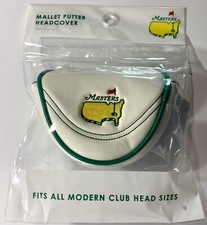 MALLET PUTTER
HEADCOVER
MASTERS
MASTERS
FITS ALL MODERN CLUB HEAD SIZES